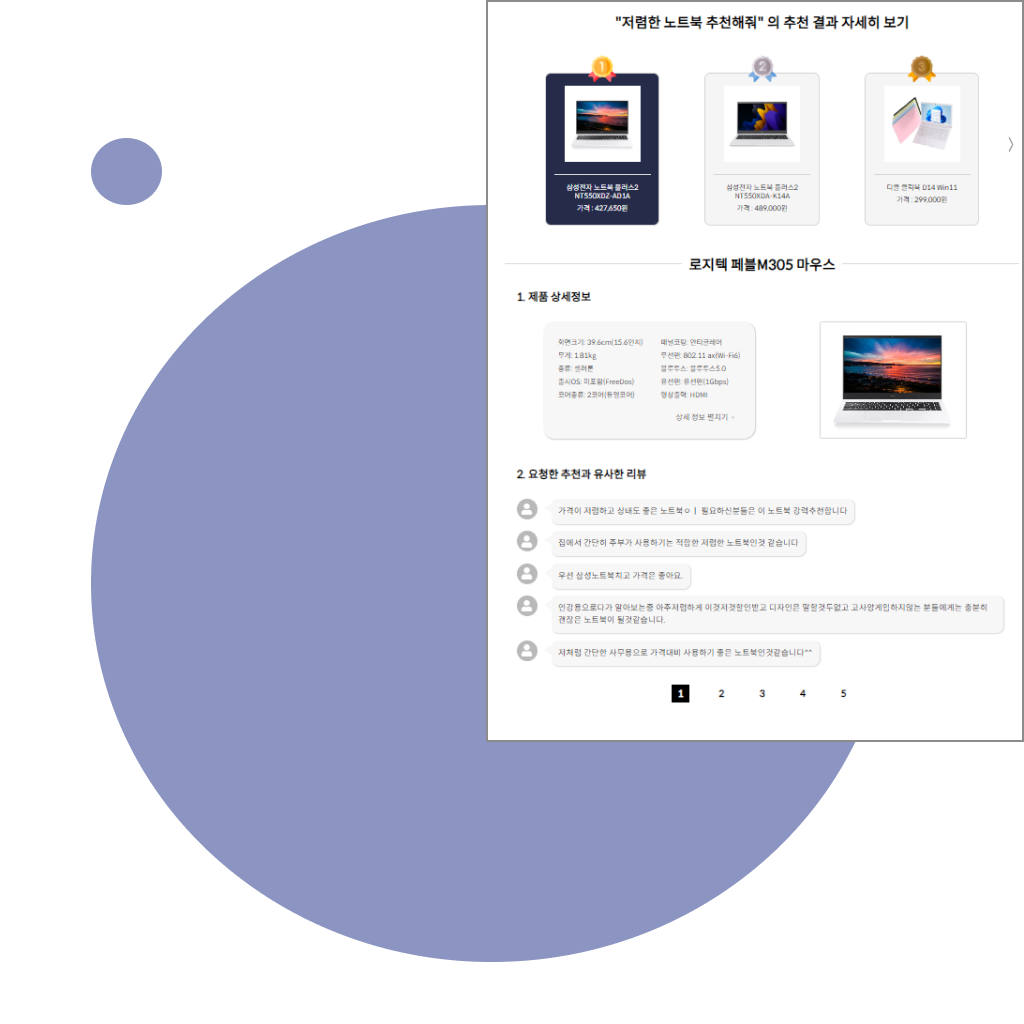 "저렴한 노트북 추천해줘" 의 추천 결과 자세히 보기
1
2
3
삼성전자 노트북 플러스2
NT550XDZ-AD1A
가격 : 427,650원
삼성전자 노트북 플러스2
NT550XDA-K14A
가격 : 489,000원
디클 클릭북 D14 Win11
가격 : 299,000원
로지텍 페블M305 마우스
1. 제품 상세정보
화면크기: 39.6cm(15.6인치)
무게: 1.81kg
종류: 셀러론
출시OS: 미포함(FreeDos)
코어종류: 2코어(듀얼코어)
패널코팅: 안티글레어
무선랜: 802.11 ax(Wi-Fi6)
블루투스: 블루투스5.0
유선랜: 유선랜(1Gbps)
영상출력: HDMI
상세 정보 펼치기
2. 요청한 추천과 유사한 리뷰
가격이 저렴하고 상태도 좋은 노트북ㅇㅣ 필요하신분들은 이 노트북 강력추천합니다
집에서 간단히 주부가 사용하기는 적합한 저렴한 노트북인것 같습니다
우선 삼성노트북치고 가격은 좋아요.
인강용으로다가 알아보는중 아주저렴하게 이것저것할인받고 디자인은 말할것두없고 고사양게임하지않는 분들에게는 충분히
괜찮은 노트북이 될것같습니다.
저처럼 간단한 사무용으로 가격대비 사용하기 좋은 노트북인것같습니다^^
1 2 3 4 5